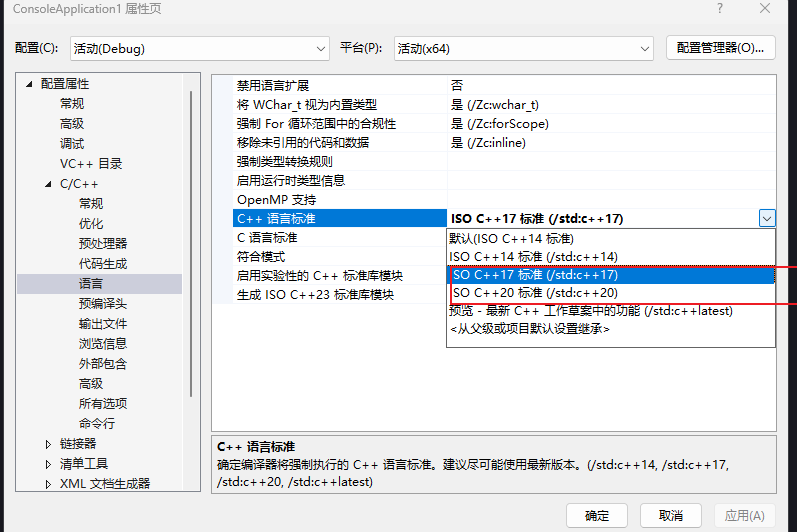 ConsoleApplication1 属性页
配置(C): 活动(Debug) 平台(P): 活动(x64) 配置管理器(O)...
配置属性
常规
高级
调试
VC++ 目录
C/C++
常规
优化
预处理器
代码生成
语言
预编译头
输出文件
浏览信息
外部包含
高级
所有选项
命令行
链接器
清单工具
XML 文档生成器
禁用语言扩展 否
将 WChar_t 视为内置类型 是 (/Zc:wchar_t)
强制 For 循环范围中的合规性 是 (/Zc:forScope)
移除未引用的代码和数据 是 (/Zc:inline)
强制类型转换规则
启用运行时类型信息
OpenMP 支持
C++ 语言标准 ISO C++17 标准 (/std:c++17)
C 语言标准
符合模式
启用实验性的 C++ 标准库模块
生成 ISO C++23 标准库模块
默认(ISO C++14 标准)
ISO C++14 标准 (/std:c++14)
ISO C++17 标准 (/std:c++17)
ISO C++20 标准 (/std:c++20)
预览 - 最新 C++ 工作草案中的功能 (/std:c++latest)
<从父级或项目默认设置继承>
C++ 语言标准
确定编译器将强制执行的 C++ 语言标准。建议尽可能使用最新版本。(/std:c++14, /std:c++17,
/std:c++20, /std:c++latest)
确定 取消 应用(A)